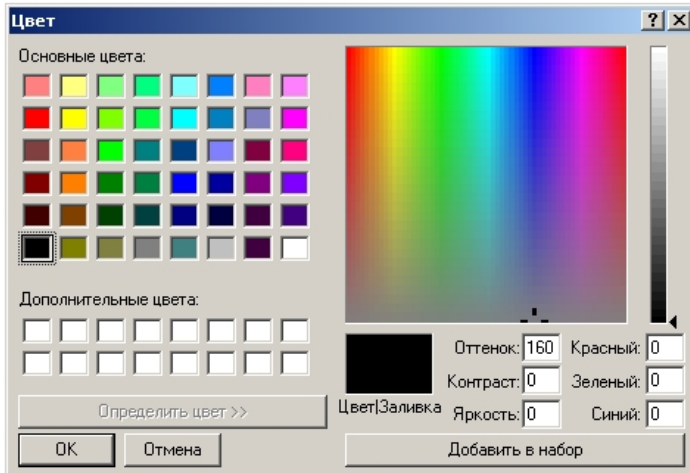 Цвет
Основные цвета:
Дополнительные цвета:
Определить цвет >>
ОК Отмена
Цвет|Заливка
Оттенок: 160 Красный: 0
Контраст: 0 Зеленый: 0
Яркость: 0 Синий: 0
Добавить в набор